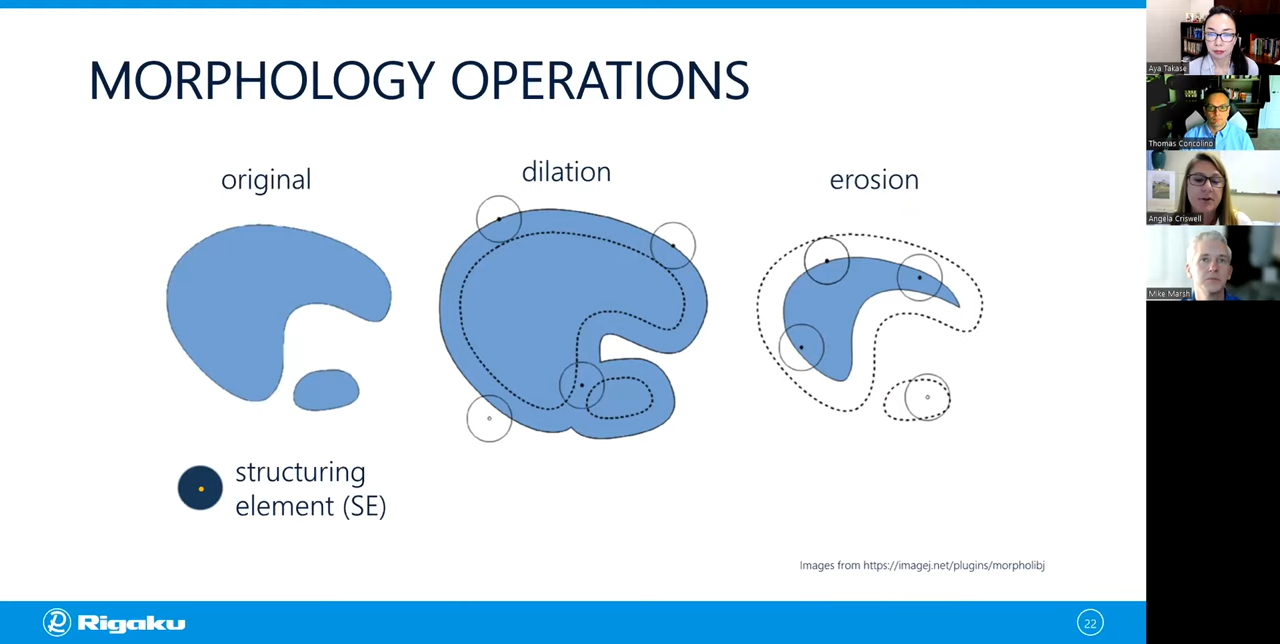 MORPHOLOGY OPERATIONS
original
dilation
erosion
structuring
element (SE)
Images from https://imagej.net/plugins/morpholibj
Rigaku
22
Aya Takase
Thomas Concolino
Angela Criswell
Mike Marsh